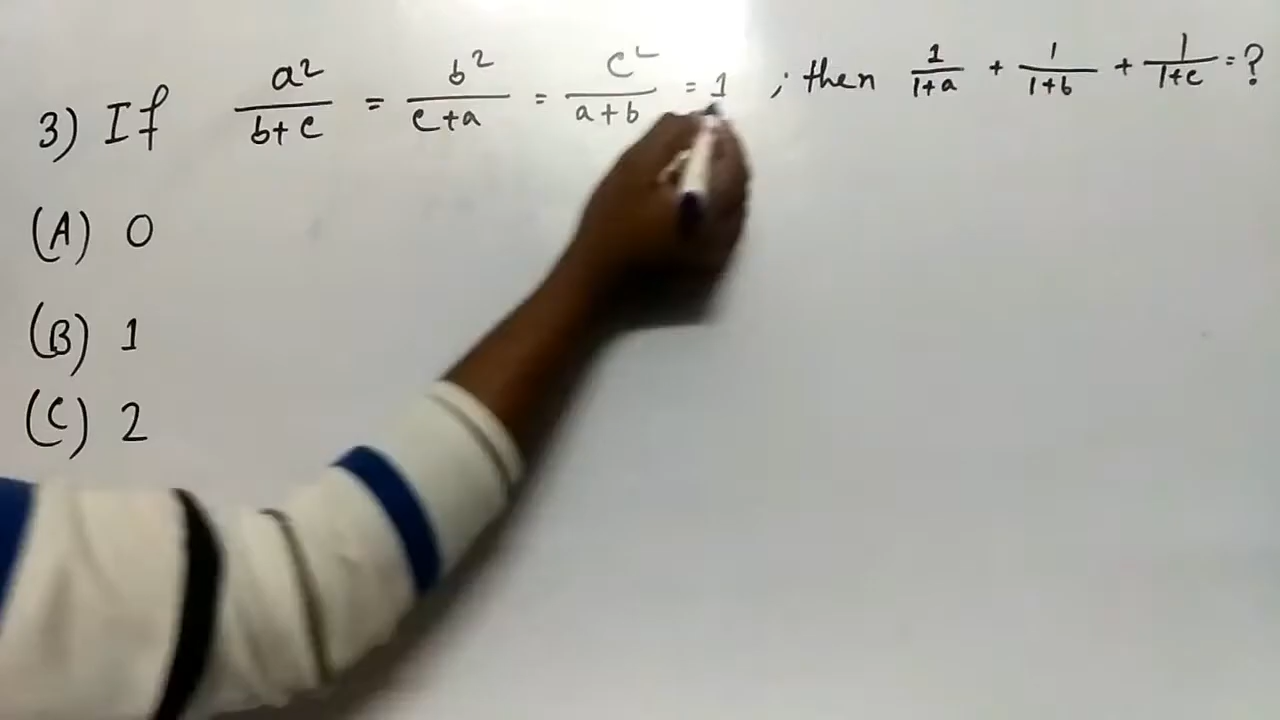 3) If a²/(b+c) = b²/(c+a) = c²/(a+b) = 1 ; then 1/(1+a) + 1/(1+b) + 1/(1+c) = ?
(A) 0
(B) 1
(C) 2